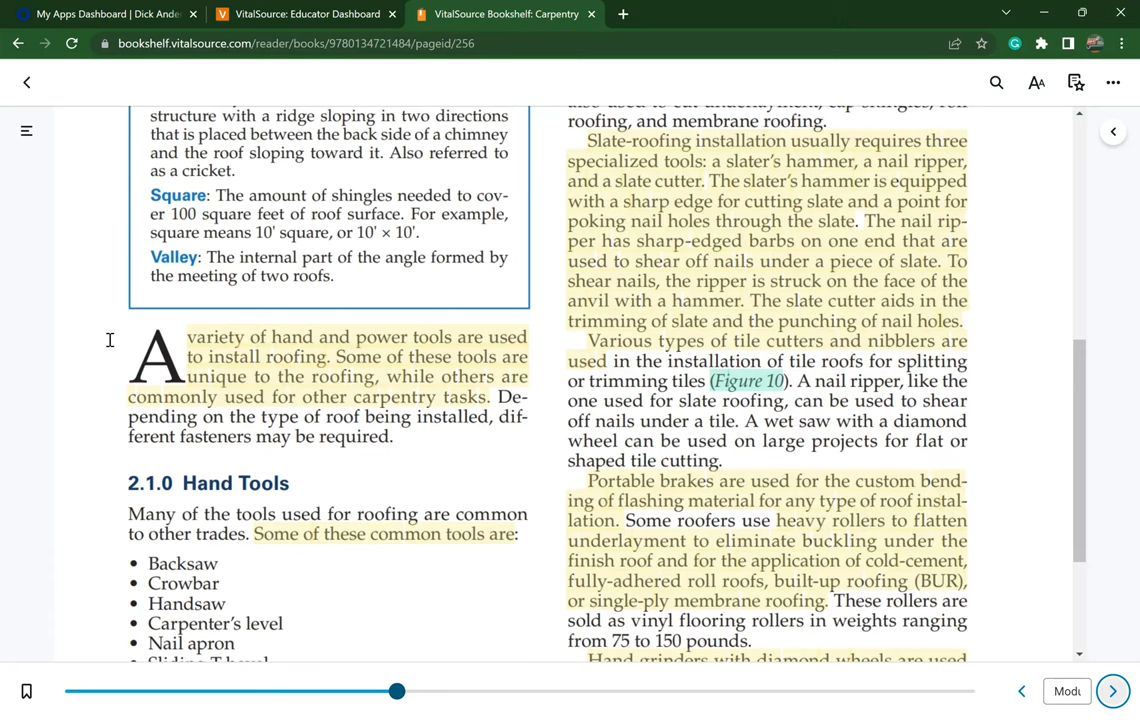 My Apps Dashboard | Dick Ander
VitalSource: Educator Dashboard
VitalSource Bookshelf: Carpentry
bookshelf.vitalsource.com/reader/books/9780134721484/pageid/256
structure with a ridge sloping in two directions
that is placed between the back side of a chimney
and the roof sloping toward it. Also referred to
as a cricket.
Square: The amount of shingles needed to cov-
er 100 square feet of roof surface. For example,
square means 10' square, or 10' × 10'.
Valley: The internal part of the angle formed by
the meeting of two roofs.
A variety of hand and power tools are used
to install roofing. Some of these tools are
unique to the roofing, while others are
commonly used for other carpentry tasks. De-
pending on the type of roof being installed, dif-
ferent fasteners may be required.
2.1.0 Hand Tools
Many of the tools used for roofing are common
to other trades. Some of these common tools are:
• Backsaw
• Crowbar
• Handsaw
• Carpenter's level
• Nail apron
• Sliding T-bevel
also used to cut underlayment, cap shingles, roll
roofing, and membrane roofing.
Slate-roofing installation usually requires three
specialized tools: a slater's hammer, a nail ripper,
and a slate cutter. The slater's hammer is equipped
with a sharp edge for cutting slate and a point for
poking nail holes through the slate. The nail rip-
per has sharp-edged barbs on one end that are
used to shear off nails under a piece of slate. To
shear nails, the ripper is struck on the face of the
anvil with a hammer. The slate cutter aids in the
trimming of slate and the punching of nail holes.
Various types of tile cutters and nibblers are
used in the installation of tile roofs for splitting
or trimming tiles (Figure 10). A nail ripper, like the
one used for slate roofing, can be used to shear
off nails under a tile. A wet saw with a diamond
wheel can be used on large projects for flat or
shaped tile cutting.
Portable brakes are used for the custom bend-
ing of flashing material for any type of roof instal-
lation. Some roofers use heavy rollers to flatten
underlayment to eliminate buckling under the
finish roof and for the application of cold-cement,
fully-adhered roll roofs, built-up roofing (BUR),
or single-ply membrane roofing. These rollers are
sold as vinyl flooring rollers in weights ranging
from 75 to 150 pounds.
Hand grinders with diamond wheels are used
Modu